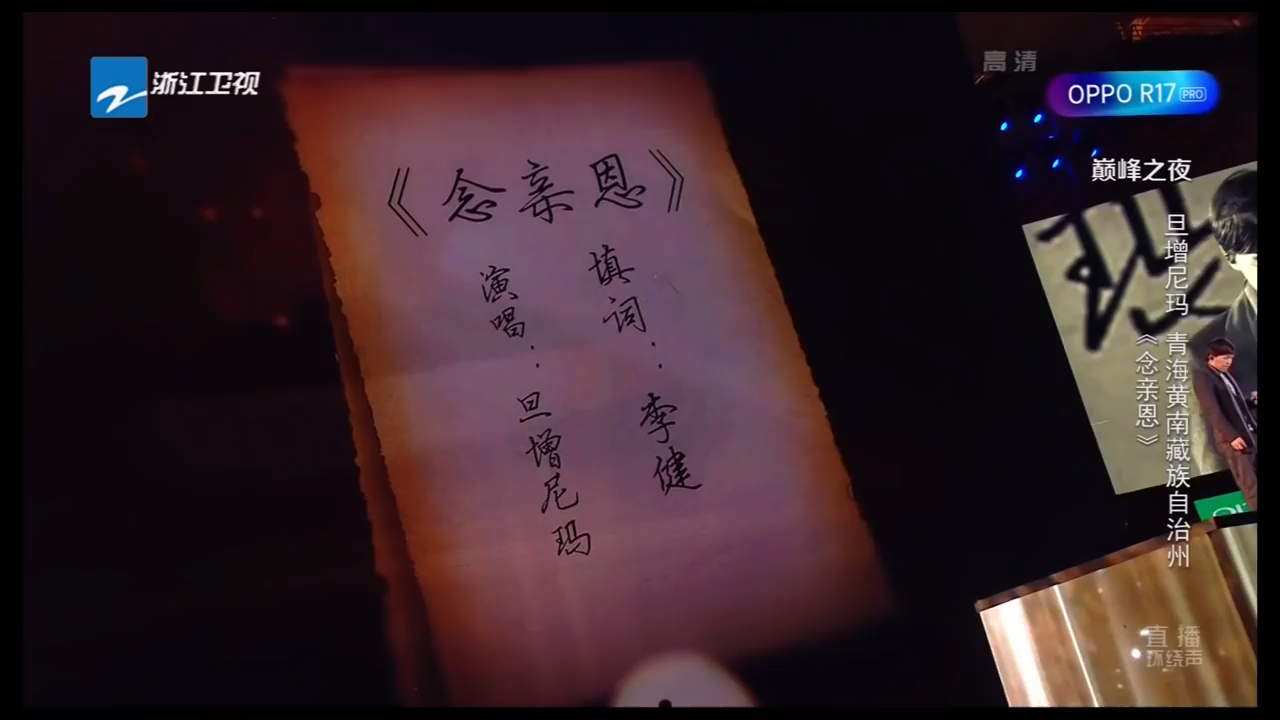 浙江卫视
高清
OPPO R17 PRO
巅峰之夜
旦增尼玛 青海黄南藏族自治州
《念亲恩》
《念亲恩》
填词：李健
演唱：旦增尼玛
直播
环绕声